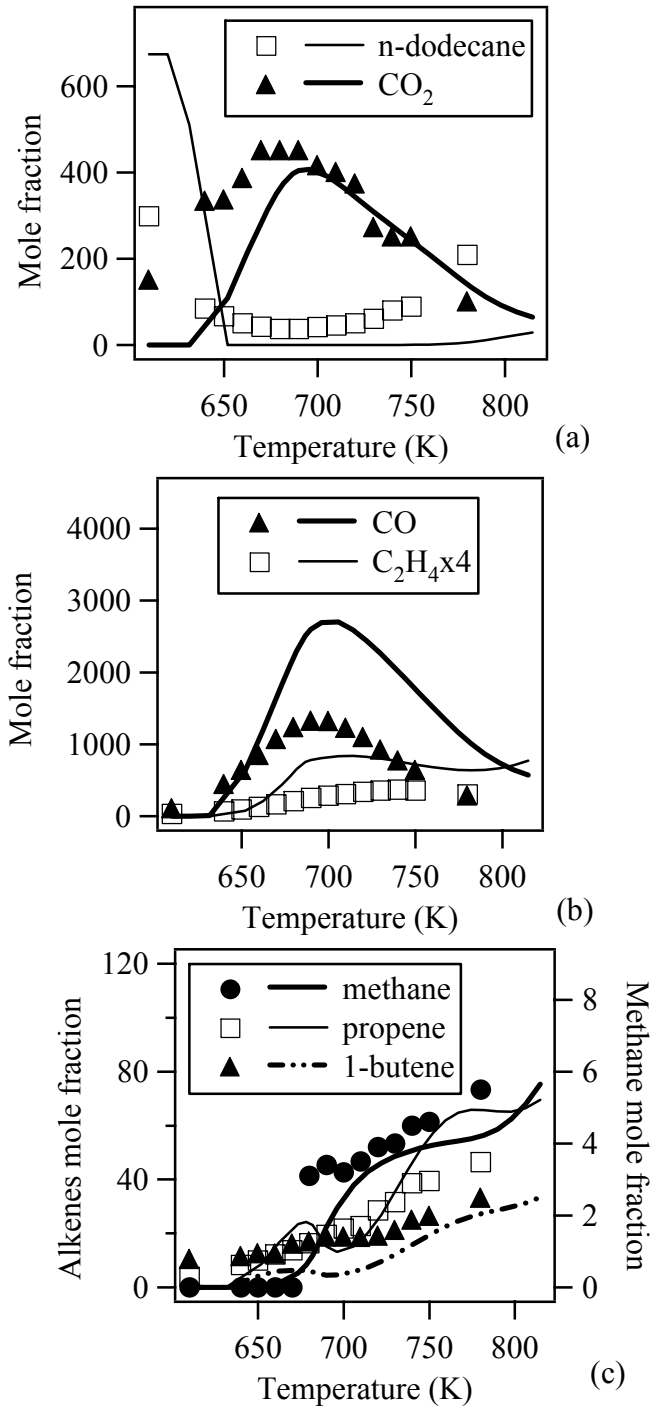 n-dodecane
CO₂
600
400
200
0
Mole fraction
650 700 750 800
Temperature (K)
(a)
CO
C₂H₄x4
4000
3000
2000
1000
0
Mole fraction
650 700 750 800
Temperature (K)
(b)
methane
propene
1-butene
120
80
40
0
Alkenes mole fraction
8
6
4
2
0
Methane mole fraction
650 700 750 800
Temperature (K)
(c)